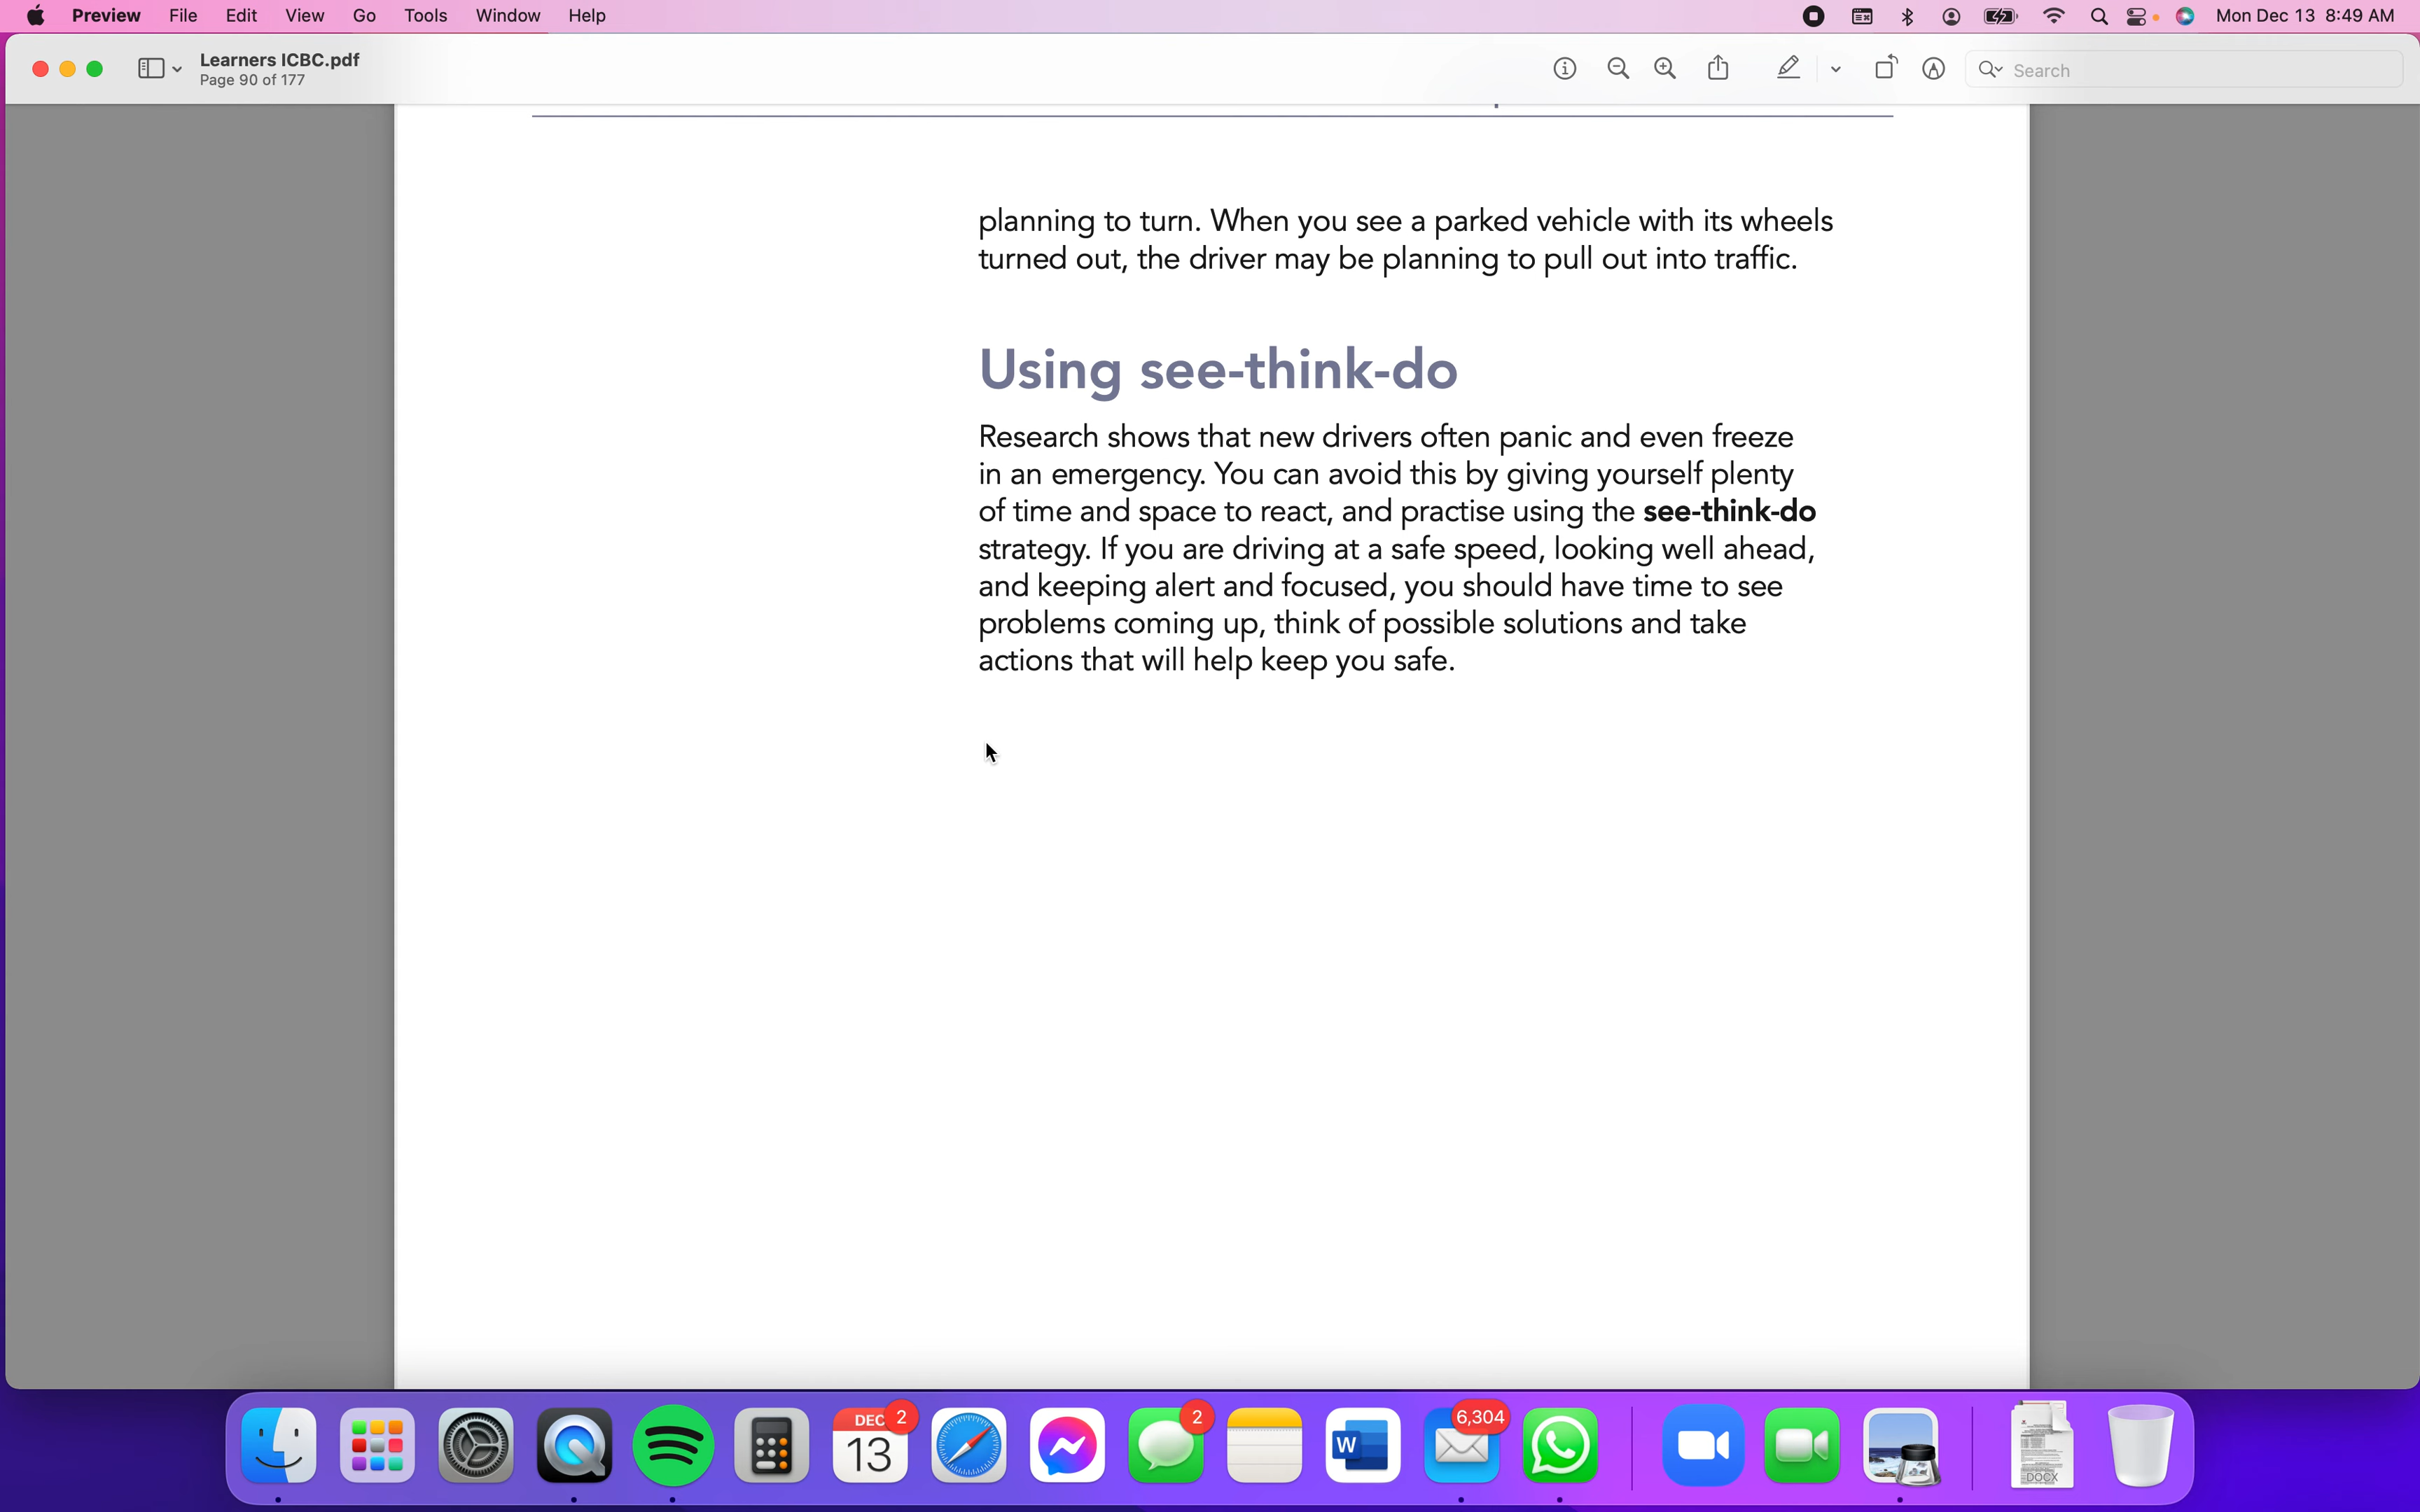 Preview File Edit View Go Tools Window Help
Mon Dec 13 8:49 AM
Learners ICBC.pdf
Page 90 of 177
Search
planning to turn. When you see a parked vehicle with its wheels
turned out, the driver may be planning to pull out into traffic.
Using see-think-do
Research shows that new drivers often panic and even freeze
in an emergency. You can avoid this by giving yourself plenty
of time and space to react, and practise using the see-think-do
strategy. If you are driving at a safe speed, looking well ahead,
and keeping alert and focused, you should have time to see
problems coming up, think of possible solutions and take
actions that will help keep you safe.
DEC 2
13
2
W
6,304
DOCX